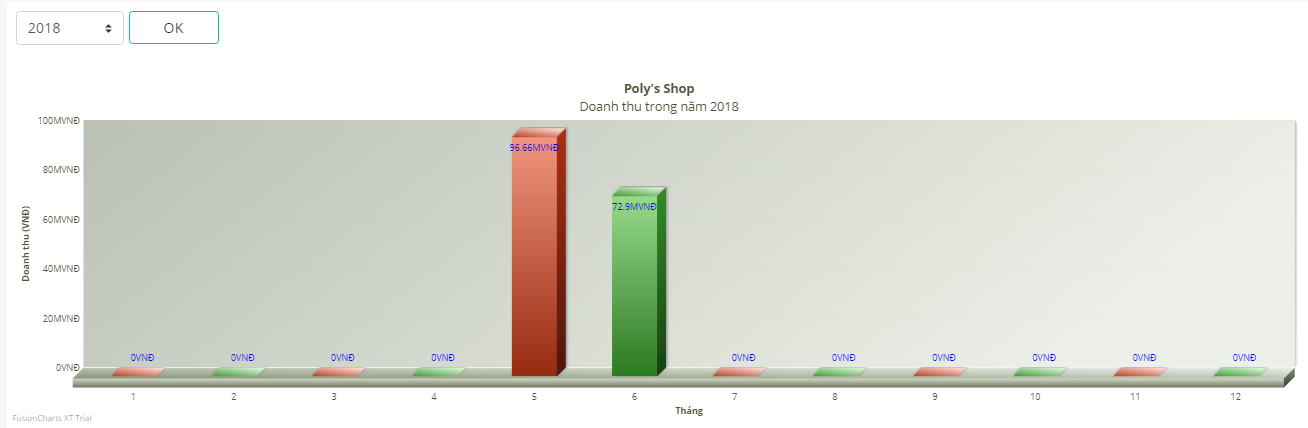 2018 OK
Poly's Shop
Doanh thu trong năm 2018
Doanh thu (VNĐ)
100MVNĐ
80MVNĐ
60MVNĐ
40MVNĐ
20MVNĐ
0VNĐ
0VNĐ 0VNĐ 0VNĐ 0VNĐ 96.66MVNĐ 72.9MVNĐ 0VNĐ 0VNĐ 0VNĐ 0VNĐ 0VNĐ 0VNĐ
1 2 3 4 5 6 7 8 9 10 11 12
Tháng
FusionCharts XT Trial